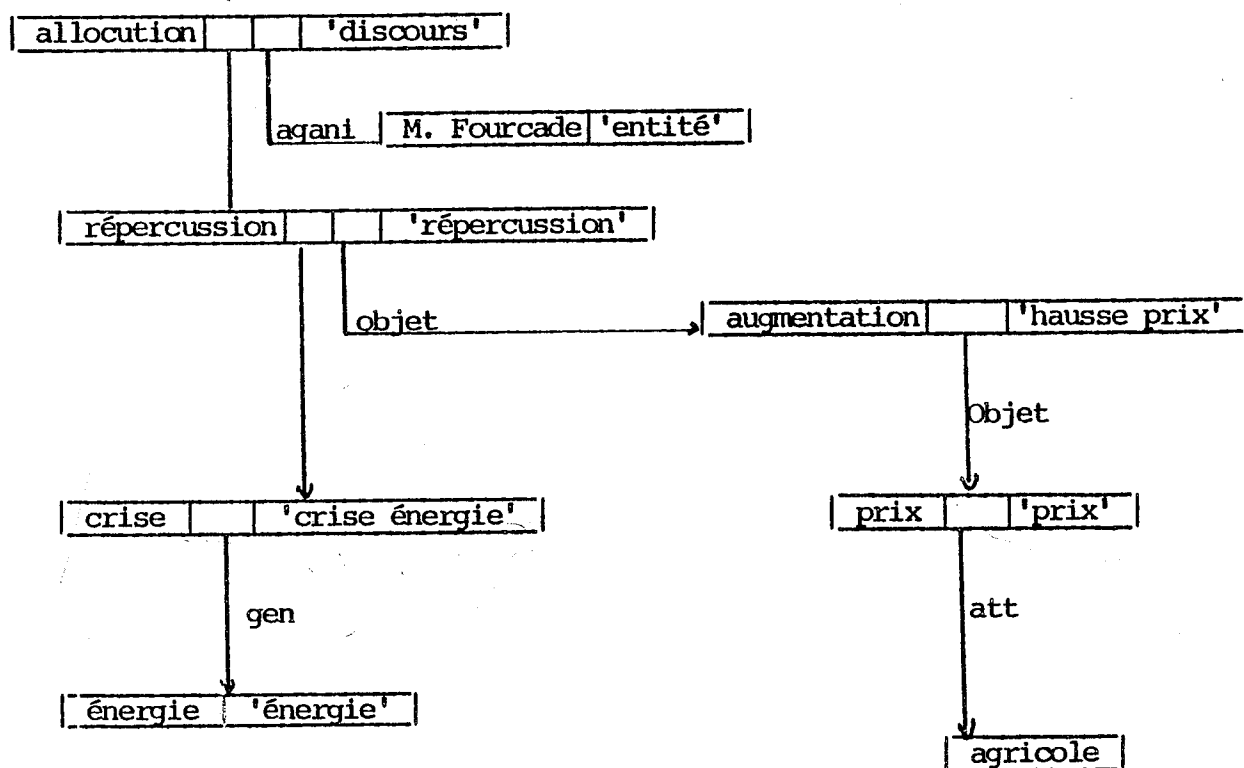 allocution 'discours'
agani M. Fourcade 'entité'
répercussion 'répercussion'
objet augmentation 'hausse prix'
Objet
crise 'crise énergie' prix 'prix'
gen att
énergie 'énergie'
agricole